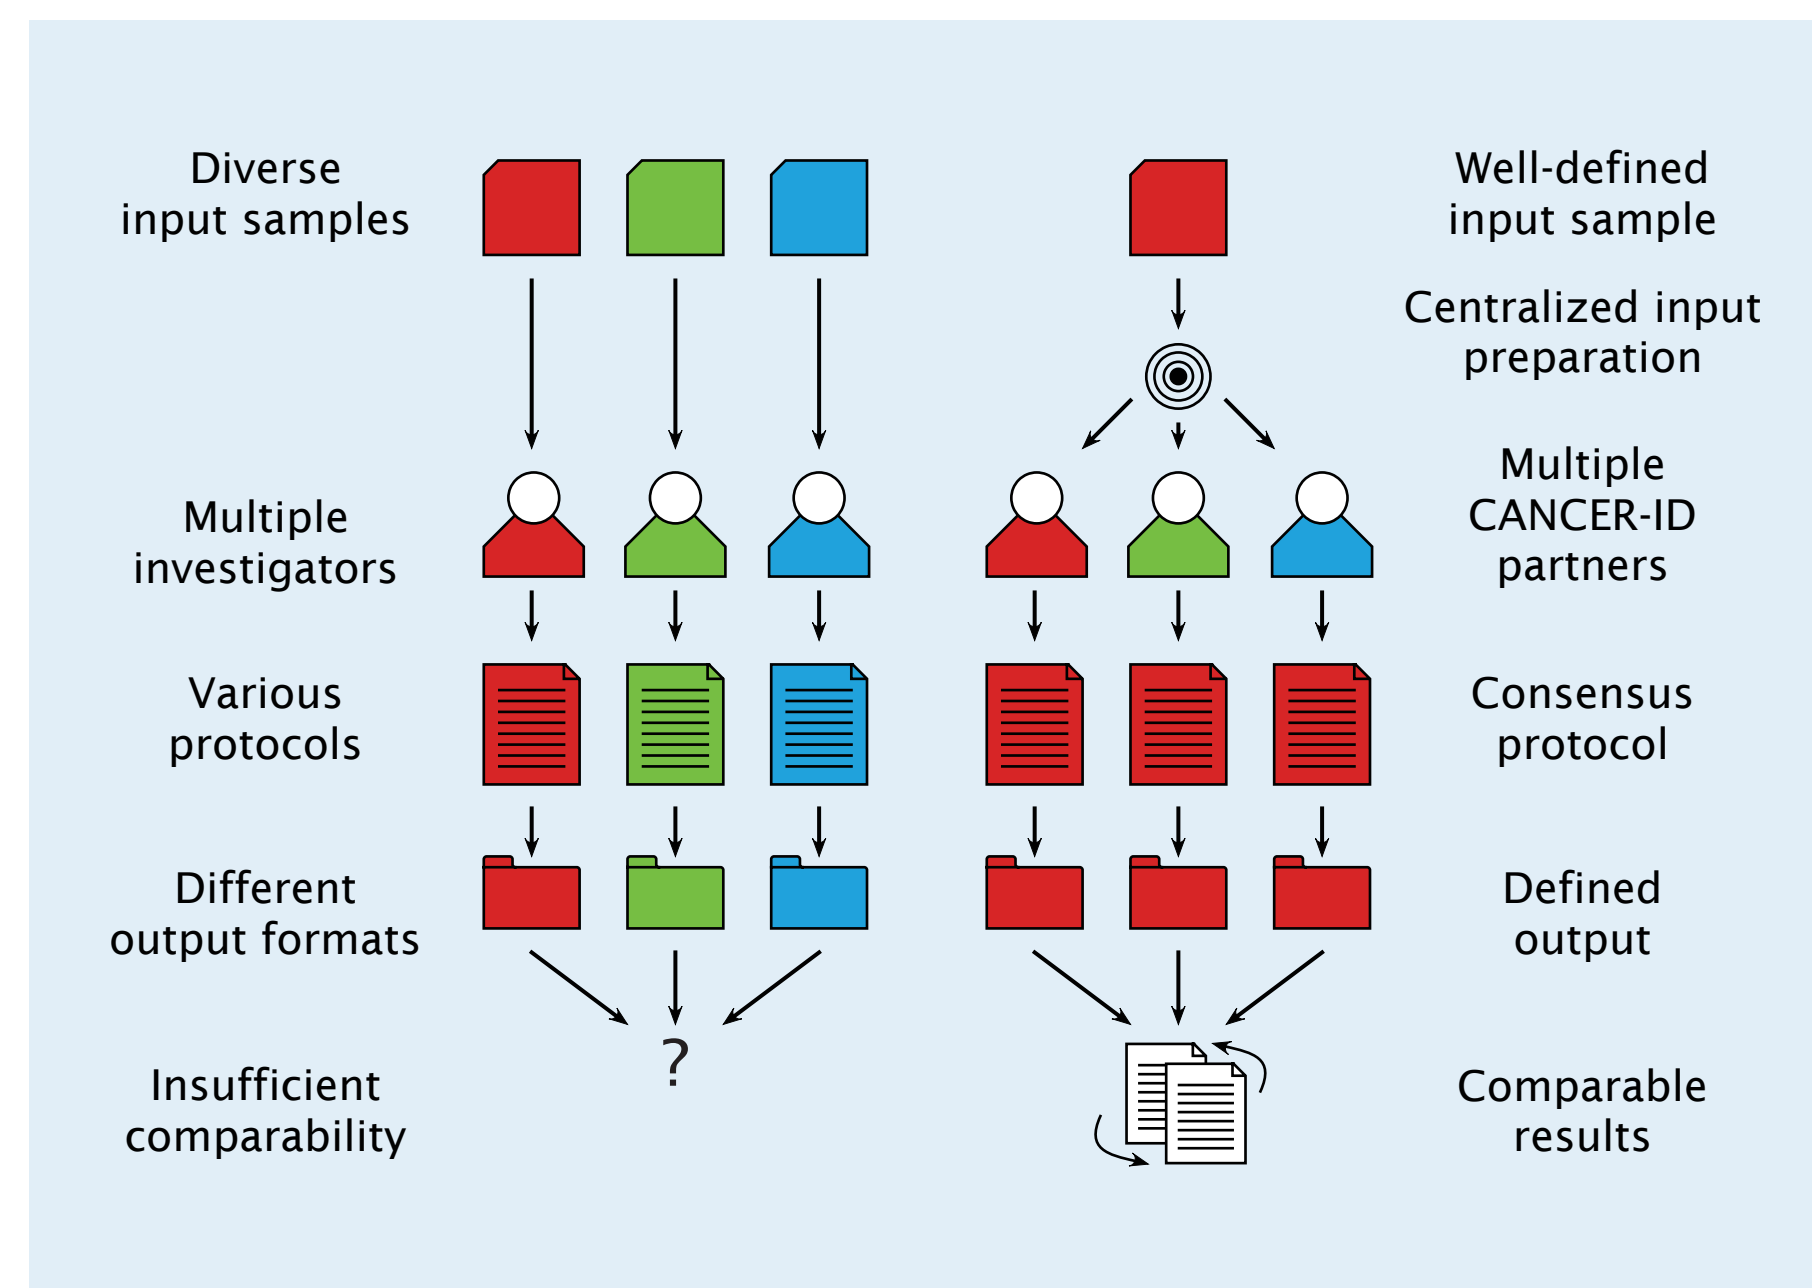 Diverse
input samples
Multiple
investigators
Various
protocols
Different
output formats
Insufficient
comparability
?
Well-defined
input sample
Centralized input
preparation
Multiple
CANCER-ID
partners
Consensus
protocol
Defined
output
Comparable
results